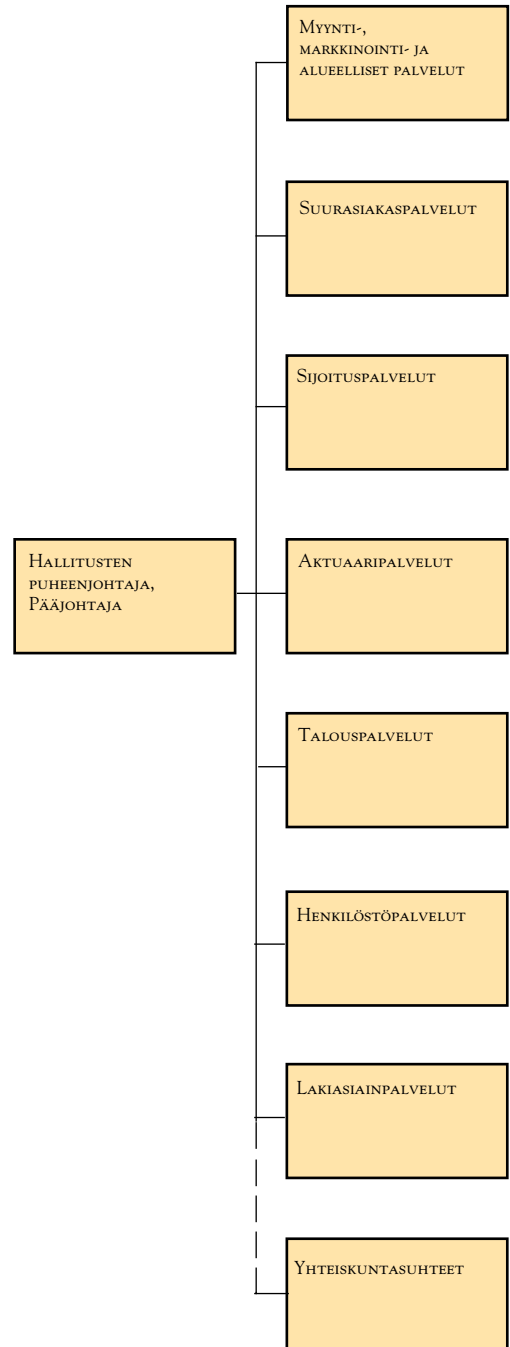 Myynti-,
markkinointi- ja
alueelliset palvelut
Suurasiakaspalvelut
Sijoituspalvelut
Hallitusten
puheenjohtaja,
Pääjohtaja
Aktuaaripalvelut
Talouspalvelut
Henkilöstöpalvelut
Lakiasiainpalvelut
Yhteiskuntasuhteet